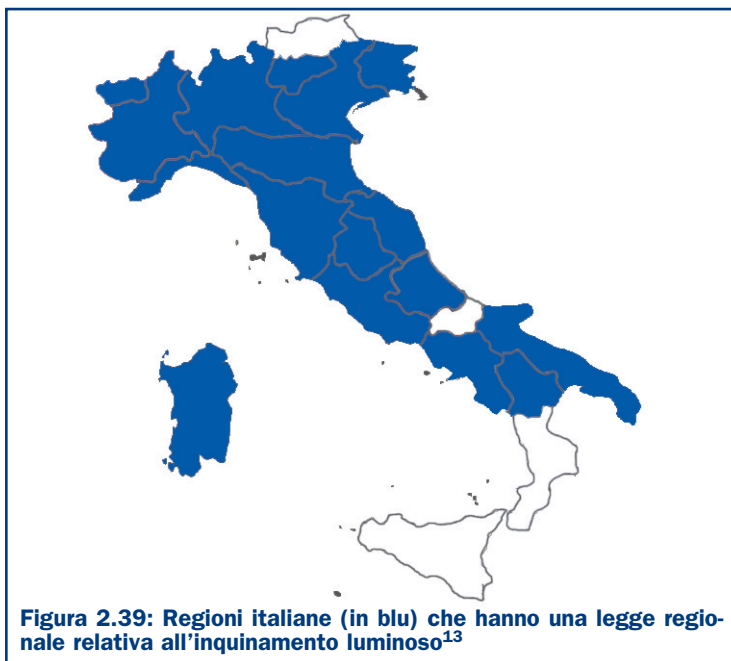 Figura 2.39: Regioni italiane (in blu) che hanno una legge regio-
nale relativa all'inquinamento luminoso13